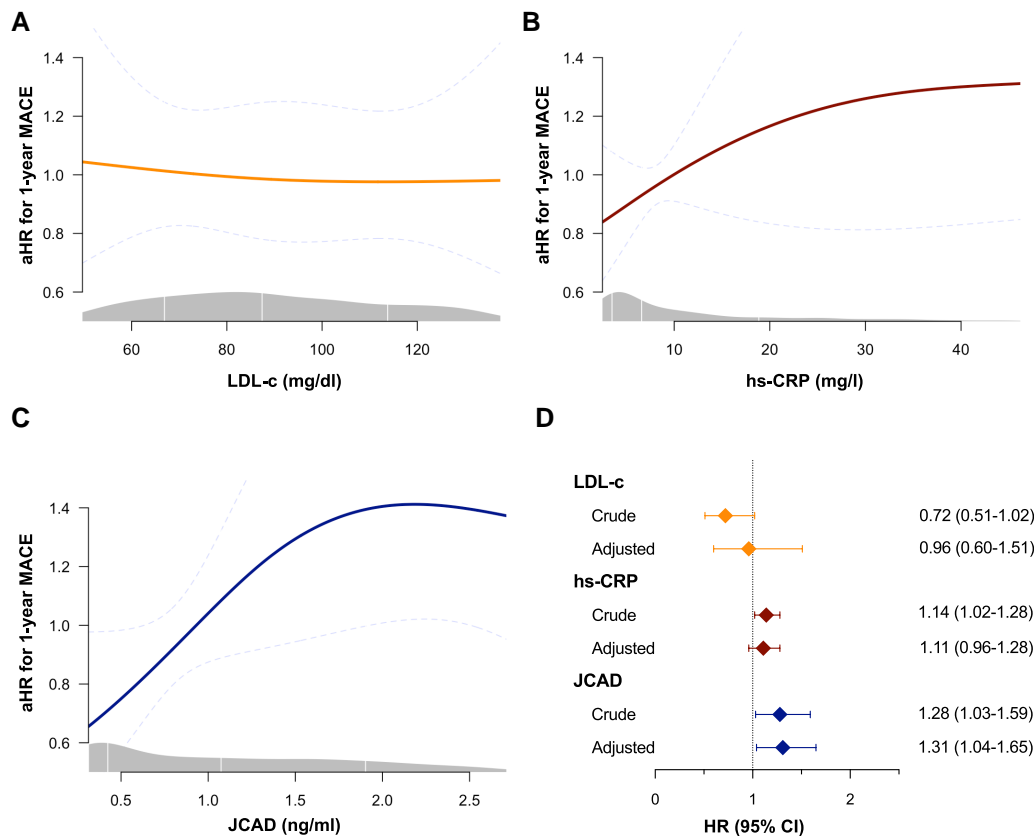 A
aHR for 1-year MACE
1.4
1.2
1.0
0.8
0.6
60 80 100 120
LDL-c (mg/dl)
B
aHR for 1-year MACE
1.4
1.2
1.0
0.8
0.6
10 20 30 40
hs-CRP (mg/l)
C
aHR for 1-year MACE
1.4
1.2
1.0
0.8
0.6
0.5 1.0 1.5 2.0 2.5
JCAD (ng/ml)
D
LDL-c
Crude 0.72 (0.51-1.02)
Adjusted 0.96 (0.60-1.51)
hs-CRP
Crude 1.14 (1.02-1.28)
Adjusted 1.11 (0.96-1.28)
JCAD
Crude 1.28 (1.03-1.59)
Adjusted 1.31 (1.04-1.65)
0 1 2
HR (95% CI)